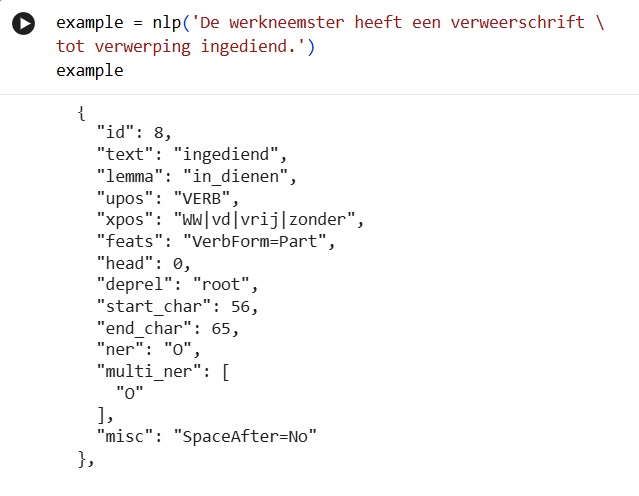 example = nlp('De werkneemster heeft een verweerschrift \
tot verwerping ingediend.')
example
{
"id": 8,
"text": "ingediend",
"lemma": "in_dienen",
"upos": "VERB",
"xpos": "WW|vd|vrij|zonder",
"feats": "VerbForm=Part",
"head": 0,
"deprel": "root",
"start_char": 56,
"end_char": 65,
"ner": "O",
"multi_ner": [
"O"
],
"misc": "SpaceAfter=No"
},